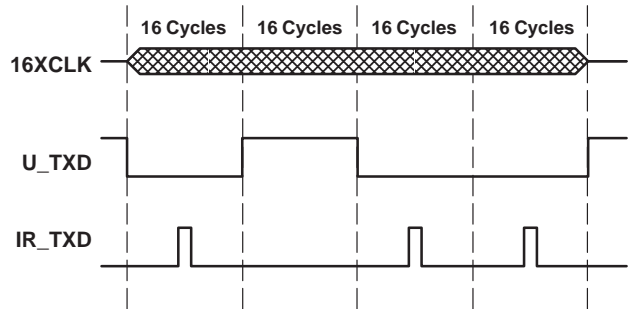 16 Cycles 16 Cycles 16 Cycles 16 Cycles
16XCLK
U_TXD
IR_TXD